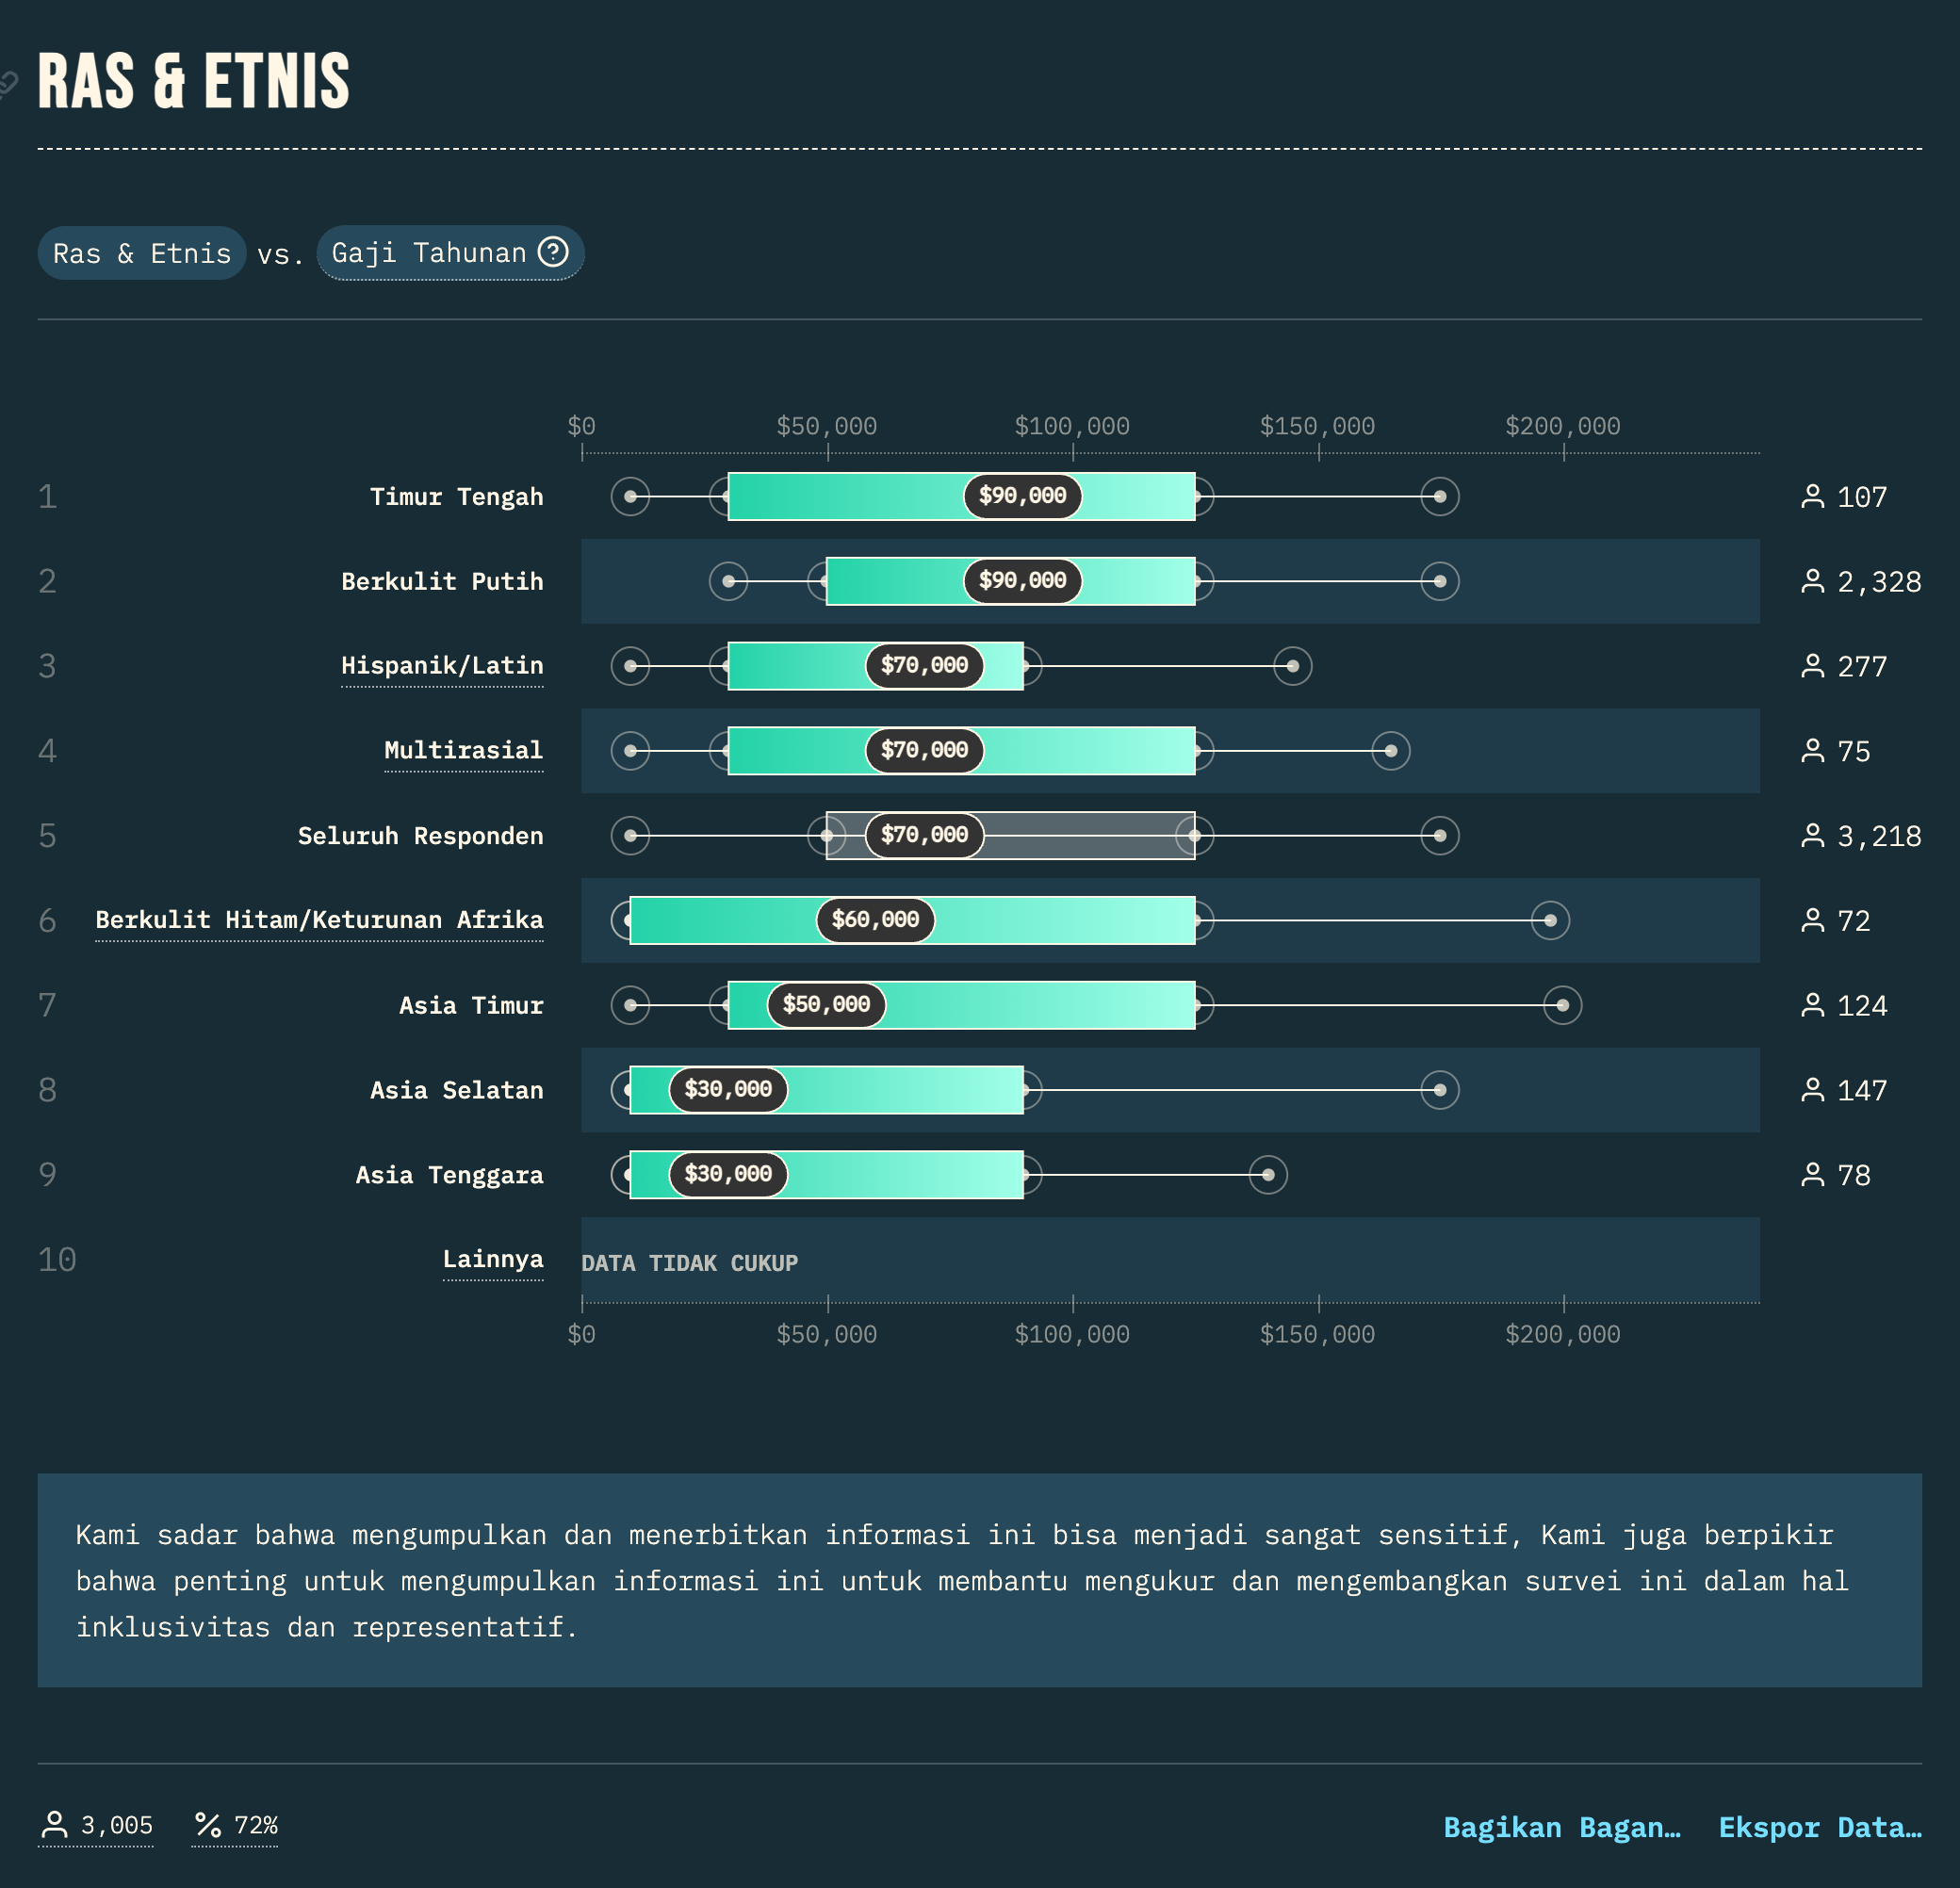 RAS & ETNIS
Ras & Etnis vs. Gaji Tahunan ?
$0 $50,000 $100,000 $150,000 $200,000
1 Timur Tengah $90,000 107
2 Berkulit Putih $90,000 2,328
3 Hispanik/Latin $70,000 277
4 Multirasial $70,000 75
5 Seluruh Responden $70,000 3,218
6 Berkulit Hitam/Keturunan Afrika $60,000 72
7 Asia Timur $50,000 124
8 Asia Selatan $30,000 147
9 Asia Tenggara $30,000 78
10 Lainnya DATA TIDAK CUKUP
$0 $50,000 $100,000 $150,000 $200,000
Kami sadar bahwa mengumpulkan dan menerbitkan informasi ini bisa menjadi sangat sensitif, Kami juga berpikir
bahwa penting untuk mengumpulkan informasi ini untuk membantu mengukur dan mengembangkan survei ini dalam hal
inklusivitas dan representatif.
3,005 % 72% Bagikan Bagan… Ekspor Data…